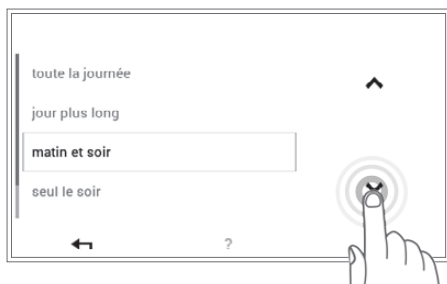 toute la journée
jour plus long
matin et soir
seul le soir
?